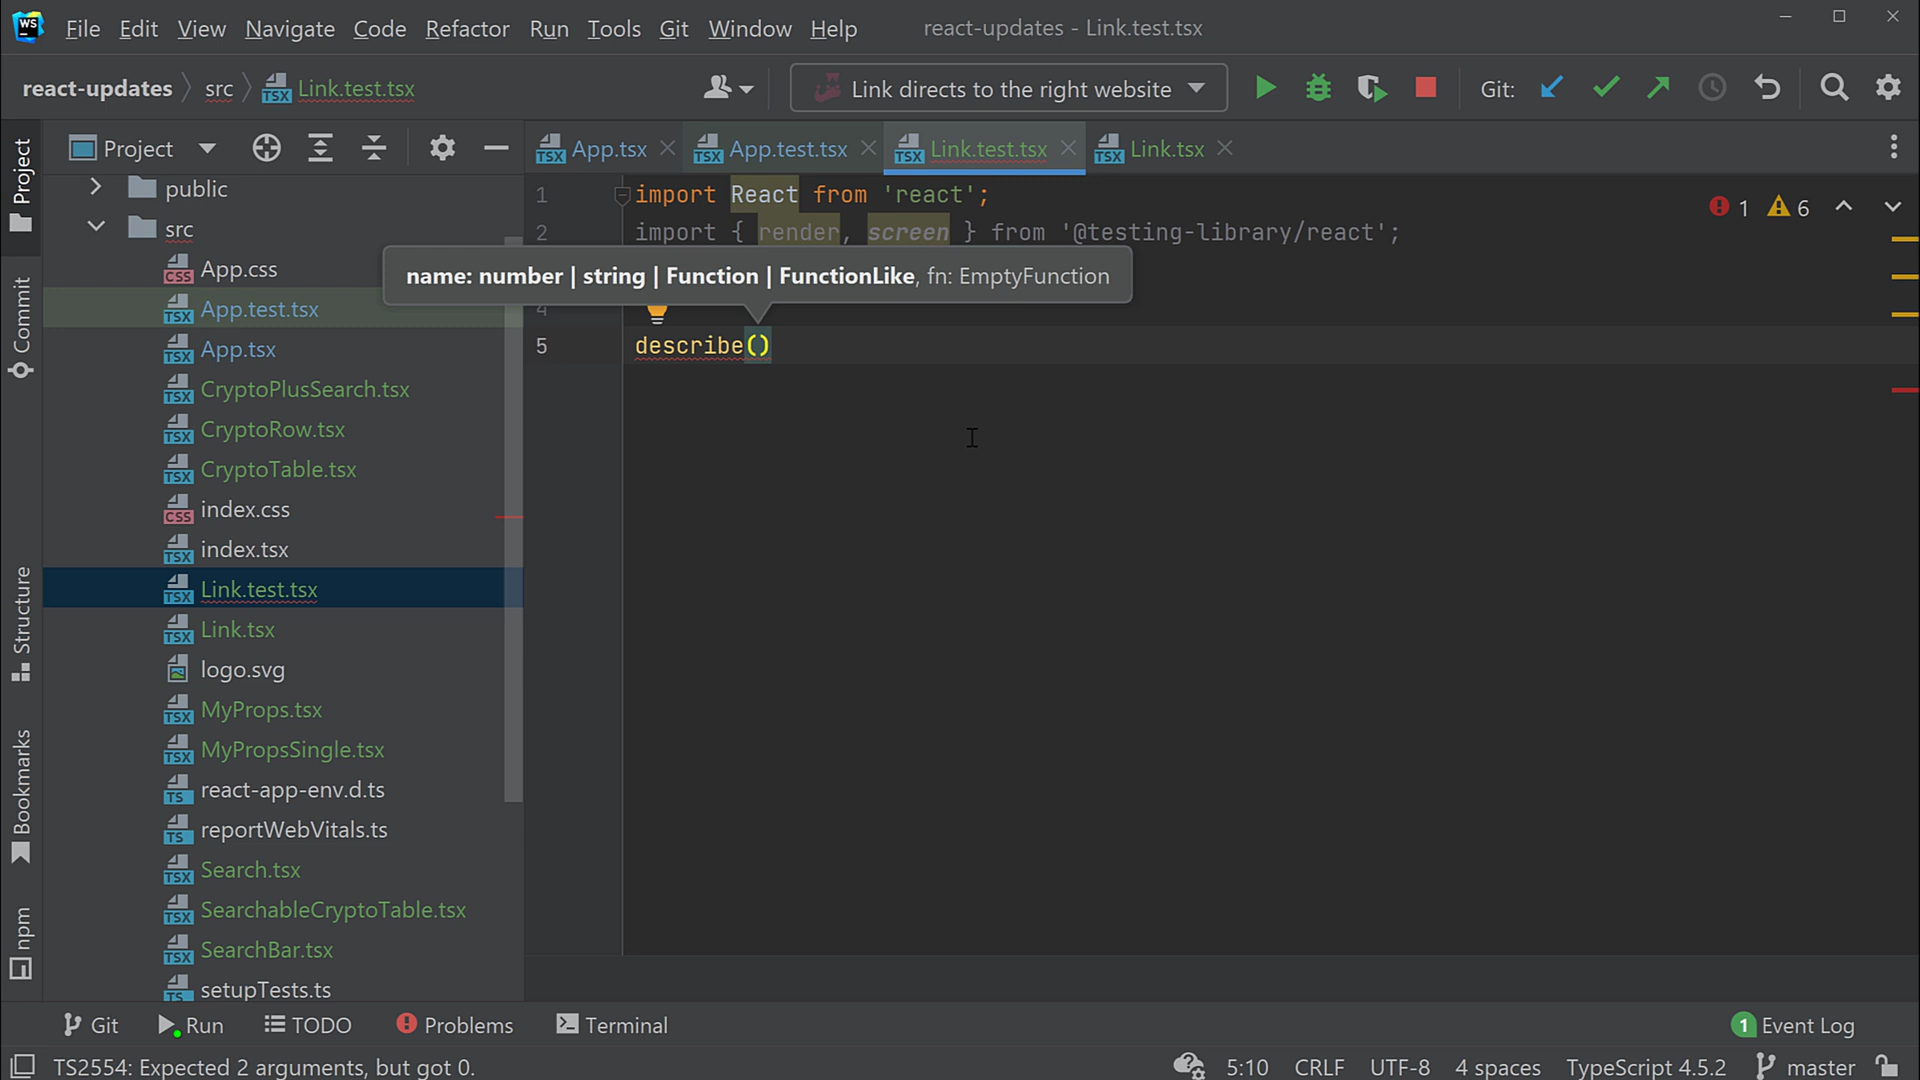 WS File Edit View Navigate Code Refactor Run Tools Git Window Help react-updates - Link.test.tsx
react-updates src Link.test.tsx Link directs to the right website Git:
Project
Commit
Structure
Bookmarks
npm
Project
public
src
App.css
App.test.tsx
App.tsx
CryptoPlusSearch.tsx
CryptoRow.tsx
CryptoTable.tsx
index.css
index.tsx
Link.test.tsx
Link.tsx
logo.svg
MyProps.tsx
MyPropsSingle.tsx
react-app-env.d.ts
reportWebVitals.ts
Search.tsx
SearchableCryptoTable.tsx
SearchBar.tsx
setupTests.ts
App.tsx App.test.tsx Link.test.tsx Link.tsx
1 import React from 'react';
1 6
2 import { render, screen } from '@testing-library/react';
name: number | string | Function | FunctionLike, fn: EmptyFunction
4
5 describe()
Git Run TODO Problems Terminal 1 Event Log
TS2554: Expected 2 arguments, but got 0. 5:10 CRLF UTF-8 4 spaces TypeScript 4.5.2 master